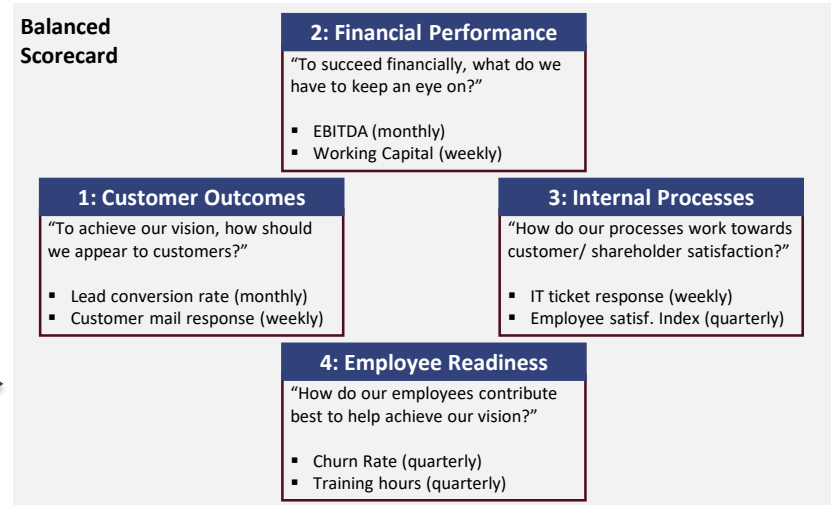 Balanced
Scorecard
2: Financial Performance
“To succeed financially, what do we
have to keep an eye on?”
▪ EBITDA (monthly)
▪ Working Capital (weekly)
1: Customer Outcomes
“To achieve our vision, how should
we appear to customers?”
▪ Lead conversion rate (monthly)
▪ Customer mail response (weekly)
3: Internal Processes
“How do our processes work towards
customer/ shareholder satisfaction?”
▪ IT ticket response (weekly)
▪ Employee satisf. Index (quarterly)
4: Employee Readiness
“How do our employees contribute
best to help achieve our vision?”
▪ Churn Rate (quarterly)
▪ Training hours (quarterly)